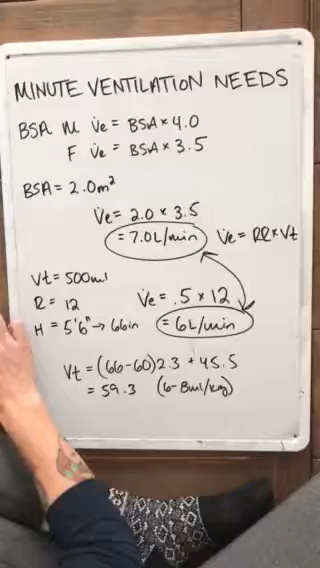 MINUTE VENTILATION NEEDS
BSA M V̇e = BSA × 4.0
F V̇e = BSA × 3.5
BSA = 2.0m²
V̇e = 2.0 × 3.5
= 7.0L/min V̇e = RR×Vt
Vt = 500ml
R = 12 V̇e = .5 × 12
H = 5'6" → 66in = 6L/min
Vt = (66-60)2.3 + 45.5
= 59.3 (6-8ml/kg)